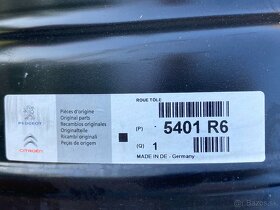 ROUE TOLE
PEUGEOT
CITROËN
Pièces d'origine
Original parts
Recambios originales
Originalteile
Ricambi originali
Peças de origem
(P) 5401 R6
(Q) 1
MADE IN DE - Germany
bazos.sk